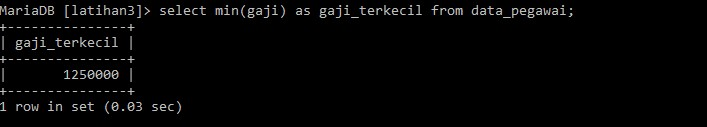 MariaDB [latihan3]> select min(gaji) as gaji_terkecil from data_pegawai;
+---------------+
| gaji_terkecil |
+---------------+
|       1250000 |
+---------------+
1 row in set (0.03 sec)